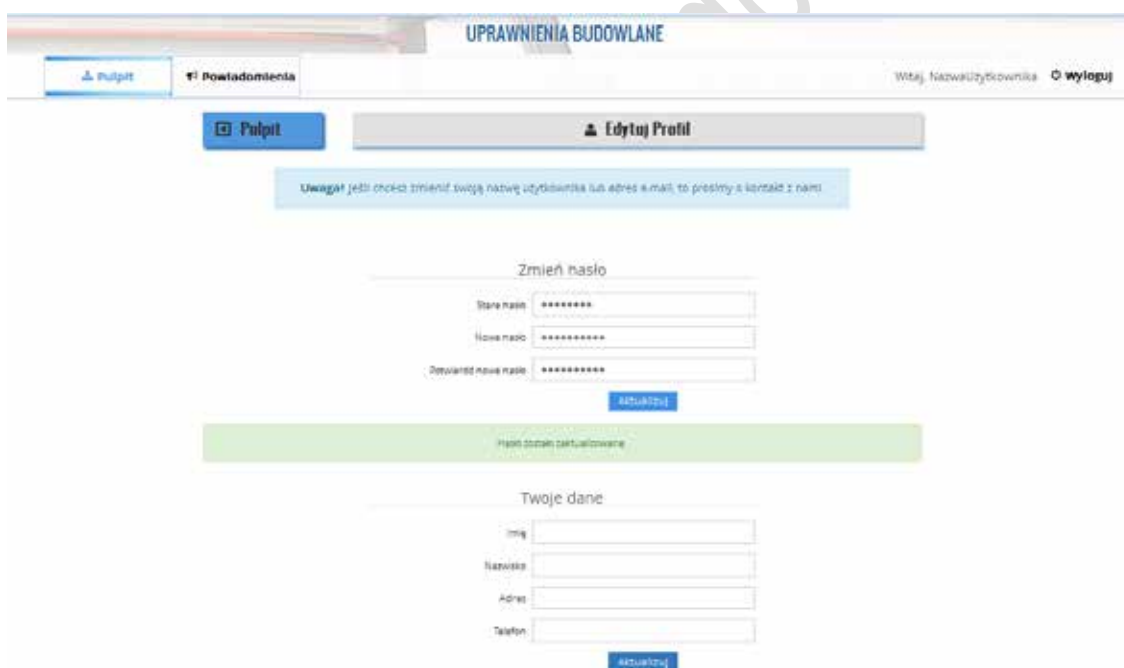 UPRAWNIENIA BUDOWLANE
Pulpit Powiadomienia Witaj, NazwaUżytkownika Wyloguj
Pulpit Edytuj Profil
Uwaga! Jeśli chcesz zmienić swoją nazwę użytkownika lub adres e-mail, to prosimy o kontakt z nami
Zmień hasło
Stare hasło ********
Nowe hasło **********
Potwierdź nowe hasło **********
Aktualizuj
Hasło zostało zaktualizowane
Twoje dane
Imię
Nazwisko
Adres
Telefon
Aktualizuj